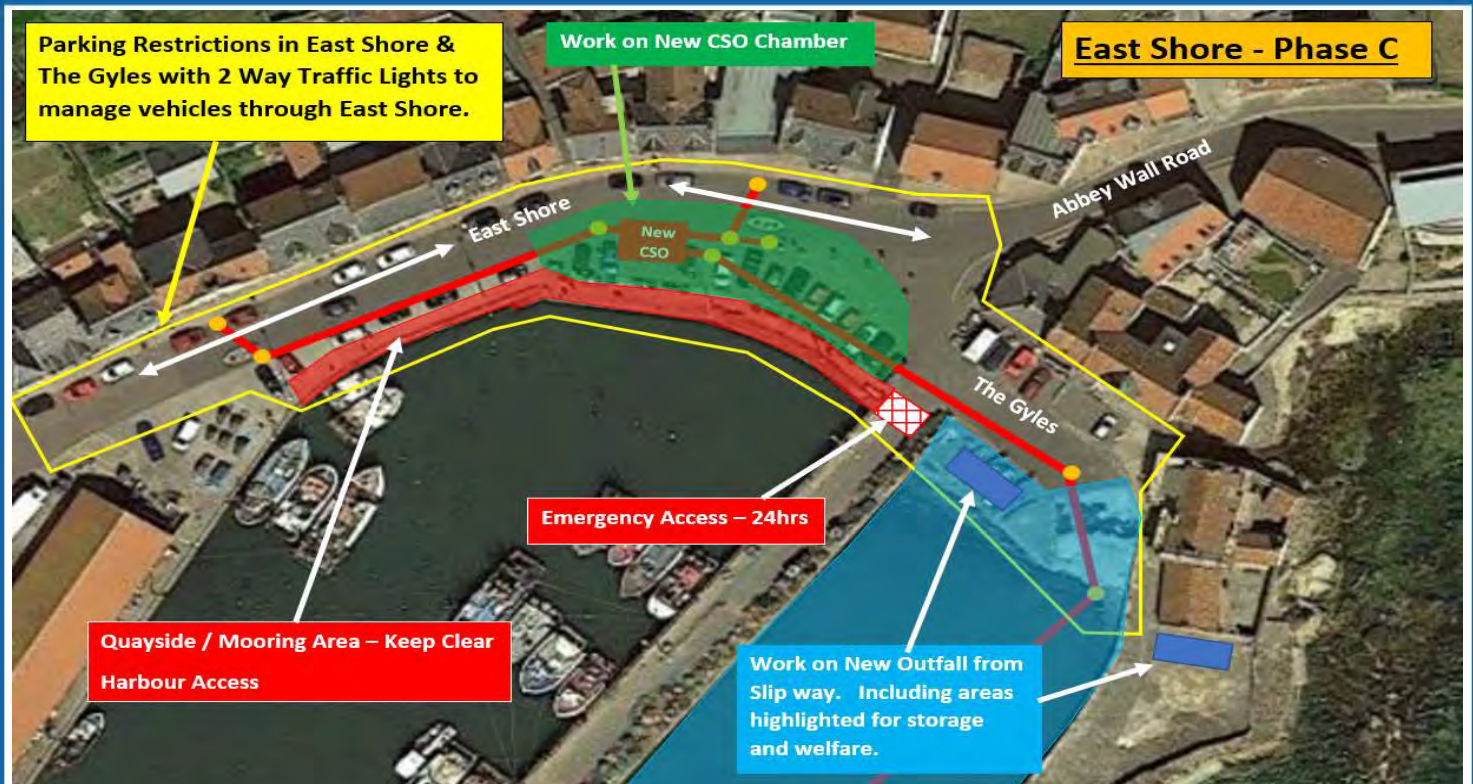 Parking Restrictions in East Shore &
The Gyles with 2 Way Traffic Lights to
manage vehicles through East Shore.
Work on New CSO Chamber
East Shore - Phase C
Abbey Wall Road
East Shore
New
CSO
The Gyles
Emergency Access – 24hrs
Quayside / Mooring Area – Keep Clear
Harbour Access
Work on New Outfall from
Slip way. Including areas
highlighted for storage
and welfare.